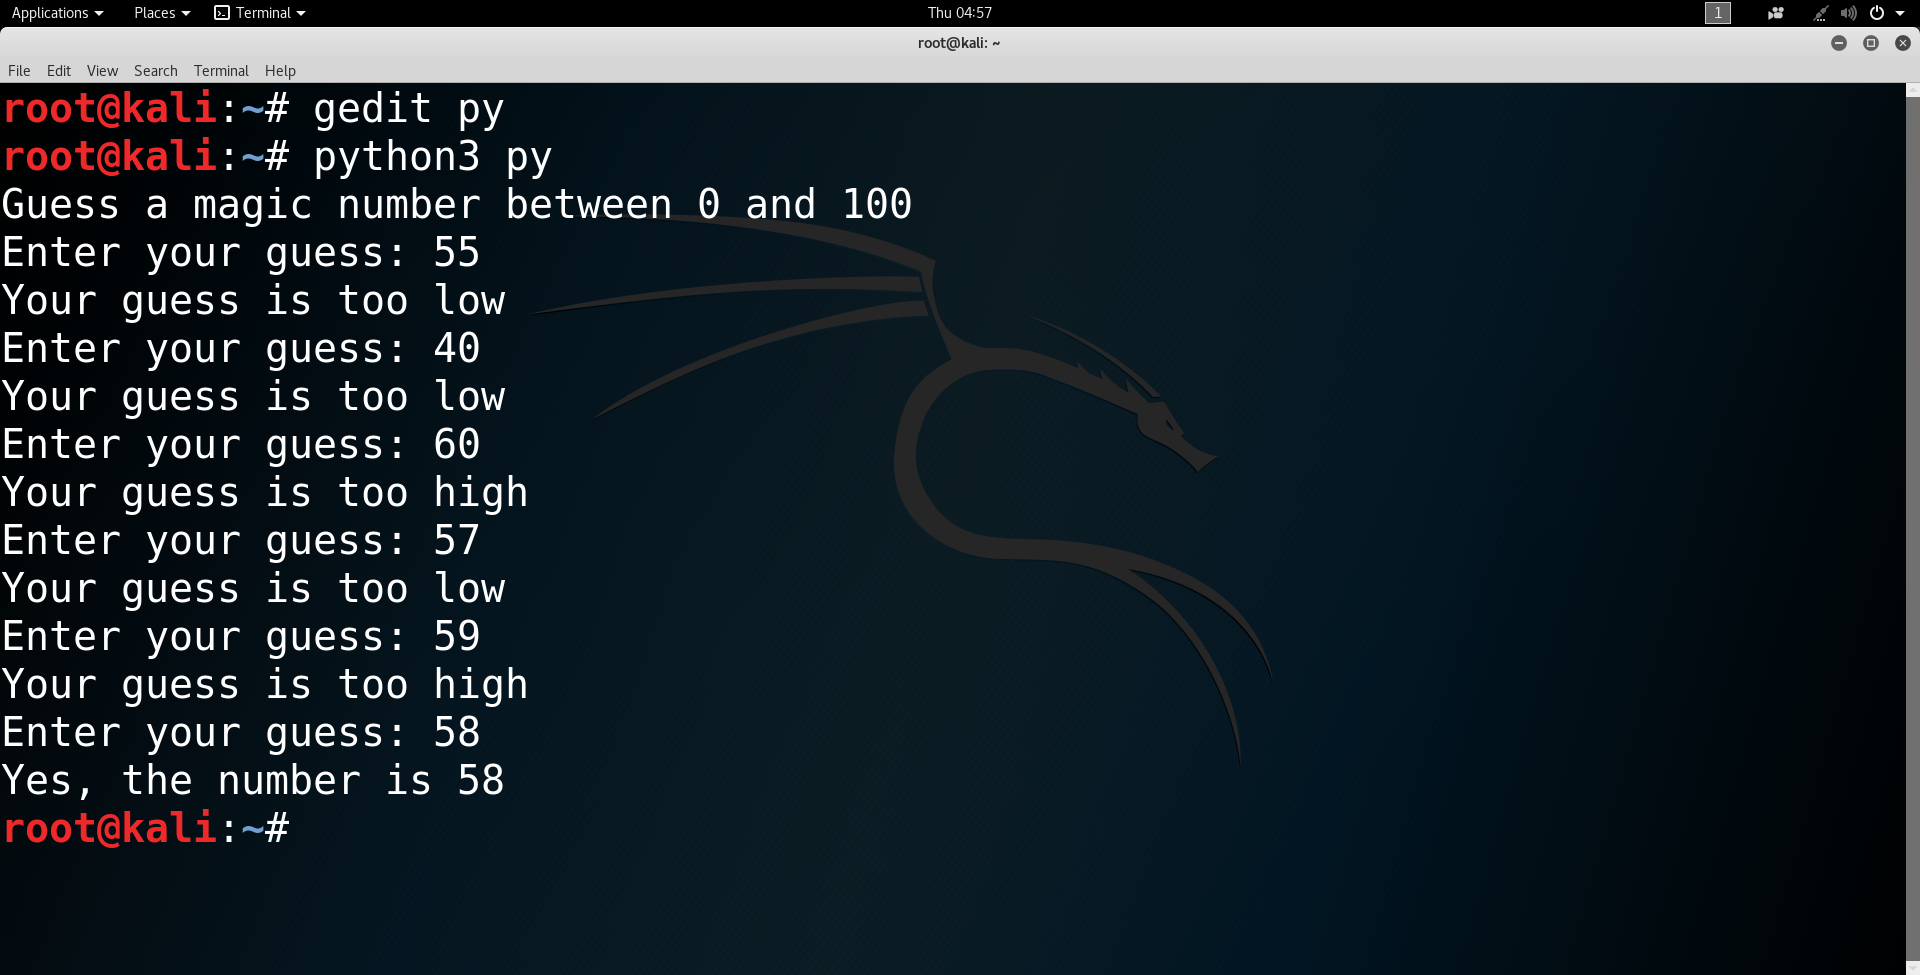 Applications Places Terminal Thu 04:57 1
root@kali: ~
File Edit View Search Terminal Help
root@kali:~# gedit py
root@kali:~# python3 py
Guess a magic number between 0 and 100
Enter your guess: 55
Your guess is too low
Enter your guess: 40
Your guess is too low
Enter your guess: 60
Your guess is too high
Enter your guess: 57
Your guess is too low
Enter your guess: 59
Your guess is too high
Enter your guess: 58
Yes, the number is 58
root@kali:~#